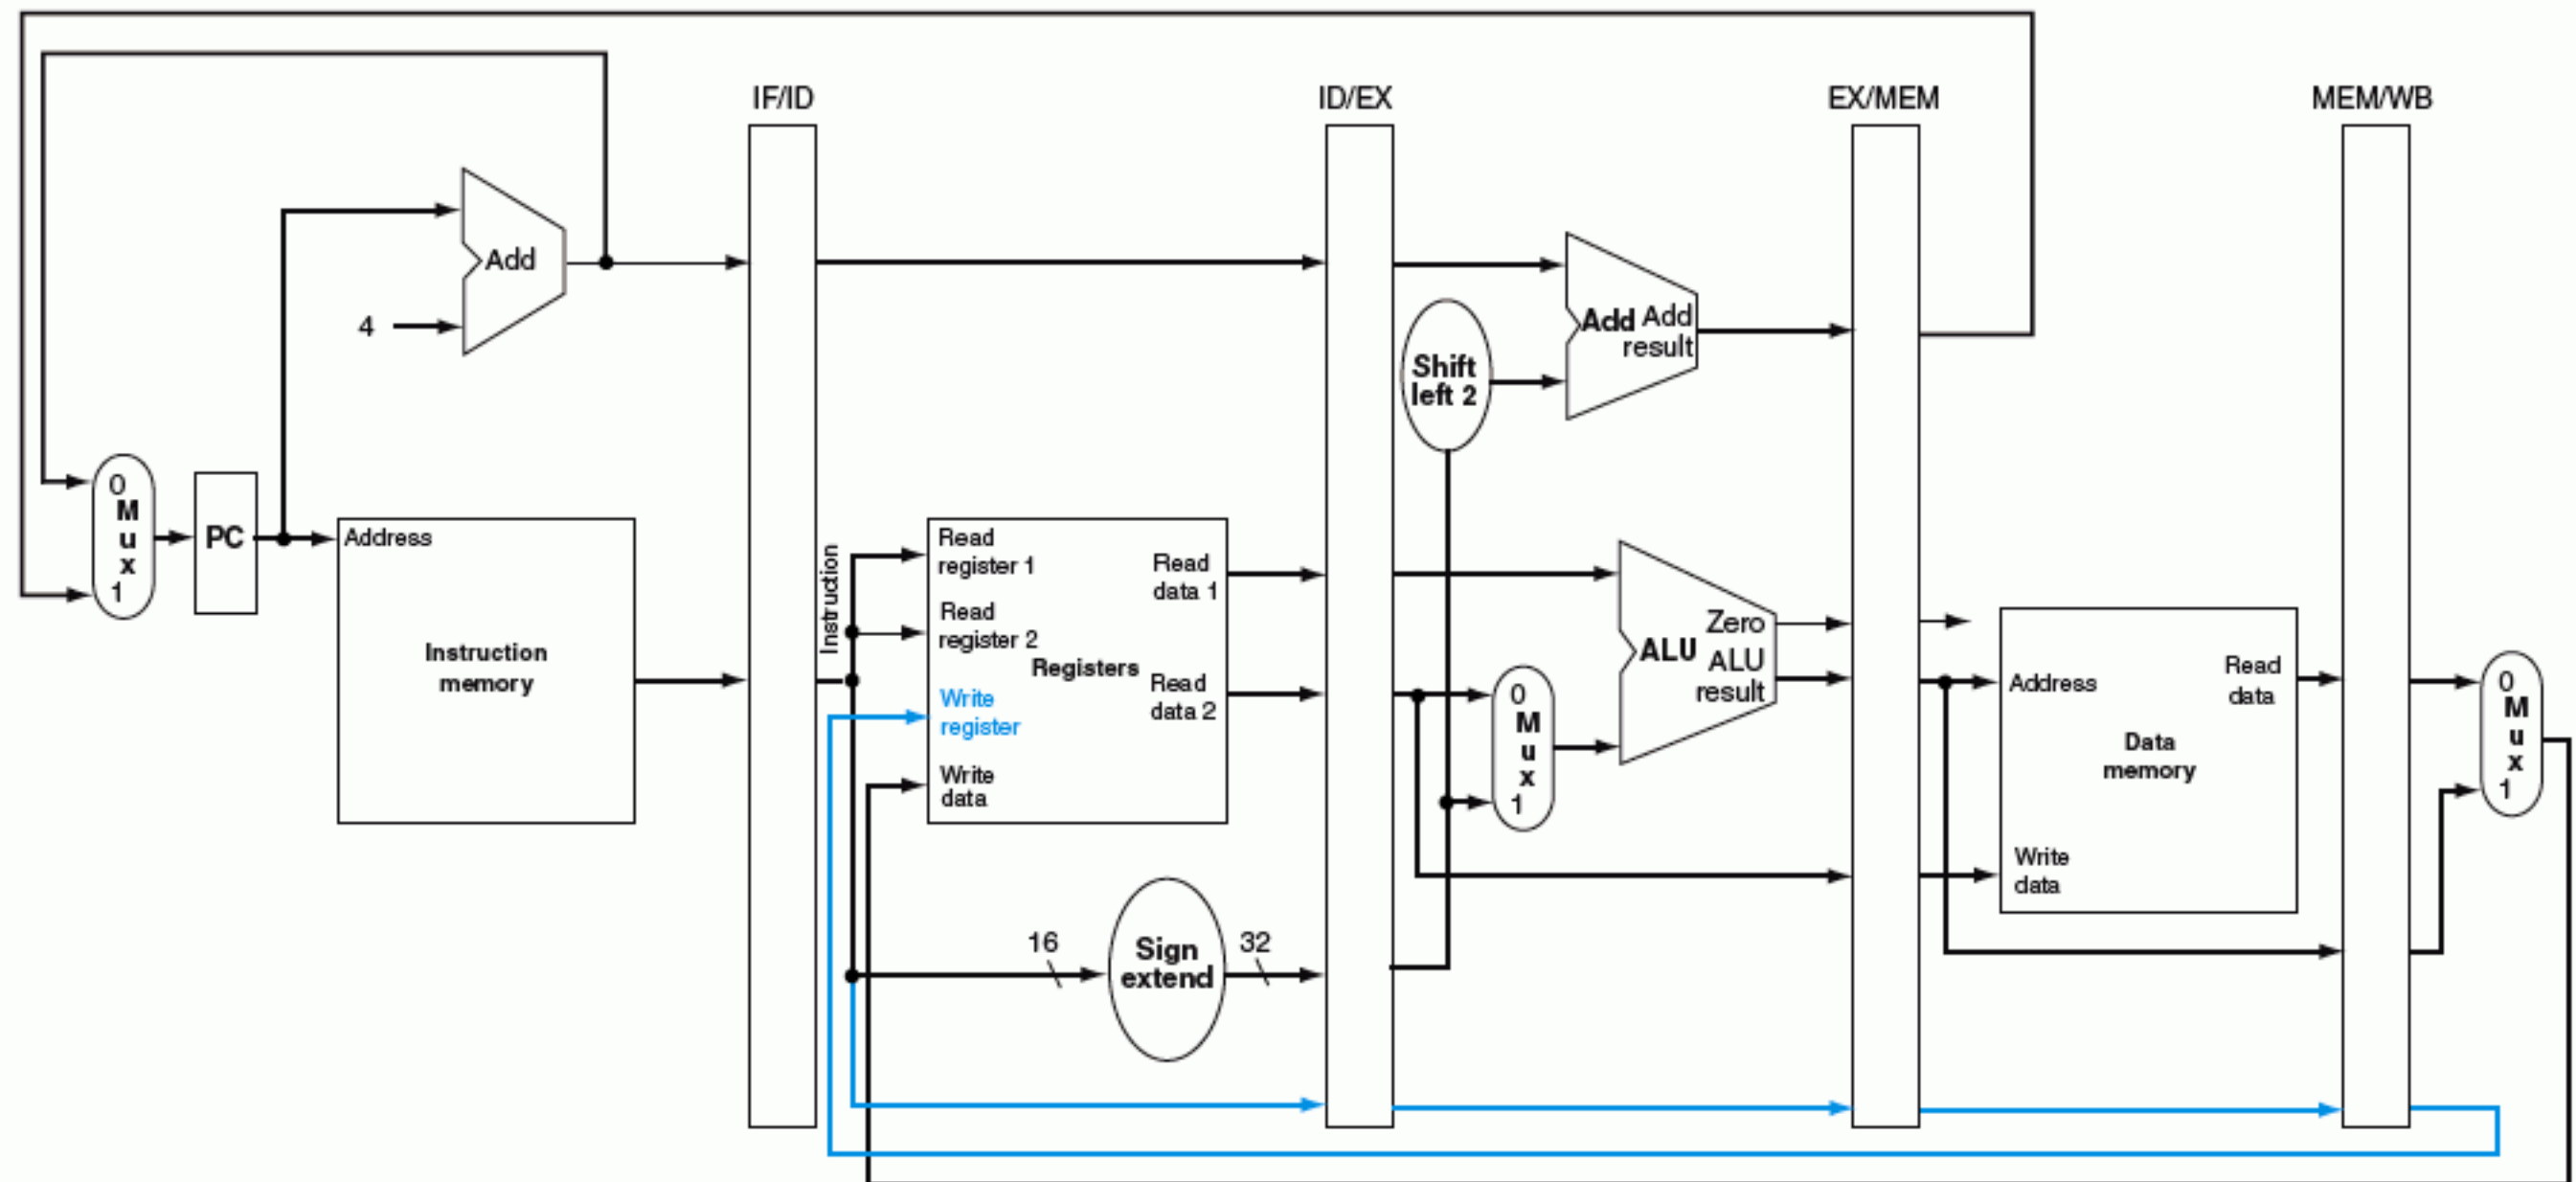 IF/ID
ID/EX
EX/MEM
MEM/WB
Add
4
Add Add
result
Shift
left 2
0
M
u
x
1
PC
Address
Instruction
memory
Instruction
Read
register 1
Read
register 2
Write
register
Write
data
Registers
Read
data 1
Read
data 2
16
Sign
extend
32
0
M
u
x
1
Zero
ALU
ALU
result
Address
Read
data
Data
memory
Write
data
0
M
u
x
1